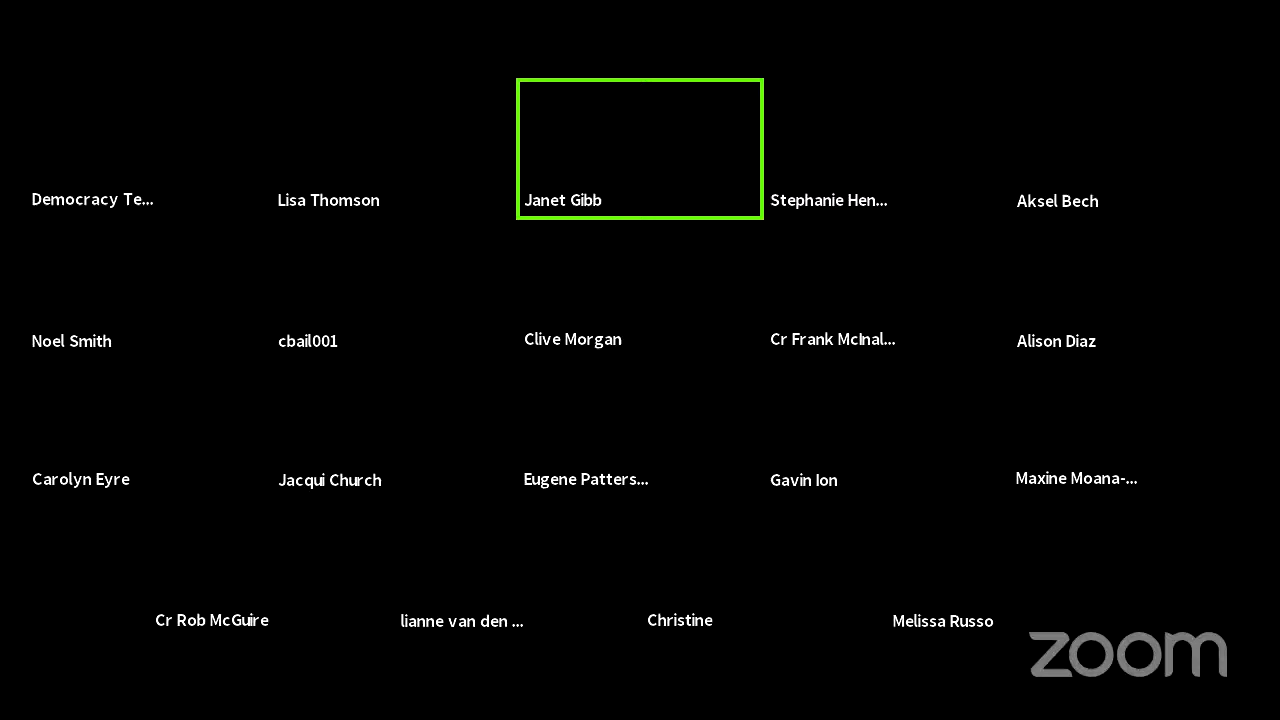 Democracy Te...
Lisa Thomson
Janet Gibb
Stephanie Hen...
Aksel Bech
Noel Smith
cbail001
Clive Morgan
Cr Frank McInal...
Alison Diaz
Carolyn Eyre
Jacqui Church
Eugene Patters...
Gavin Ion
Maxine Moana-...
Cr Rob McGuire
lianne van den ...
Christine
Melissa Russo
zoom